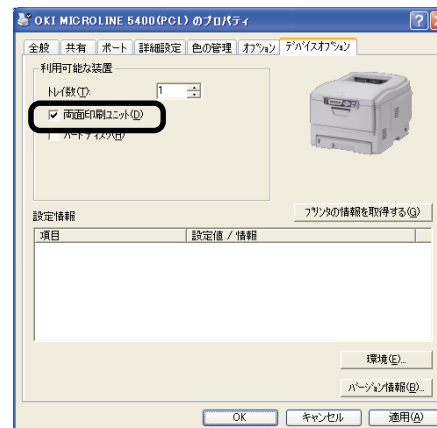 OKI MICROLINE 5400(PCL) のプロパティ
全般 共有 ポート 詳細設定 色の管理 オプション デバイスオプション
利用可能な装置
トレイ数(T): 1
両面印刷ユニット(D)
ハードディスク(H)
プリンタの情報を取得する(G)
設定情報
項目 設定値 / 情報
環境(E)...
バージョン情報(B)...
OK キャンセル 適用(A)